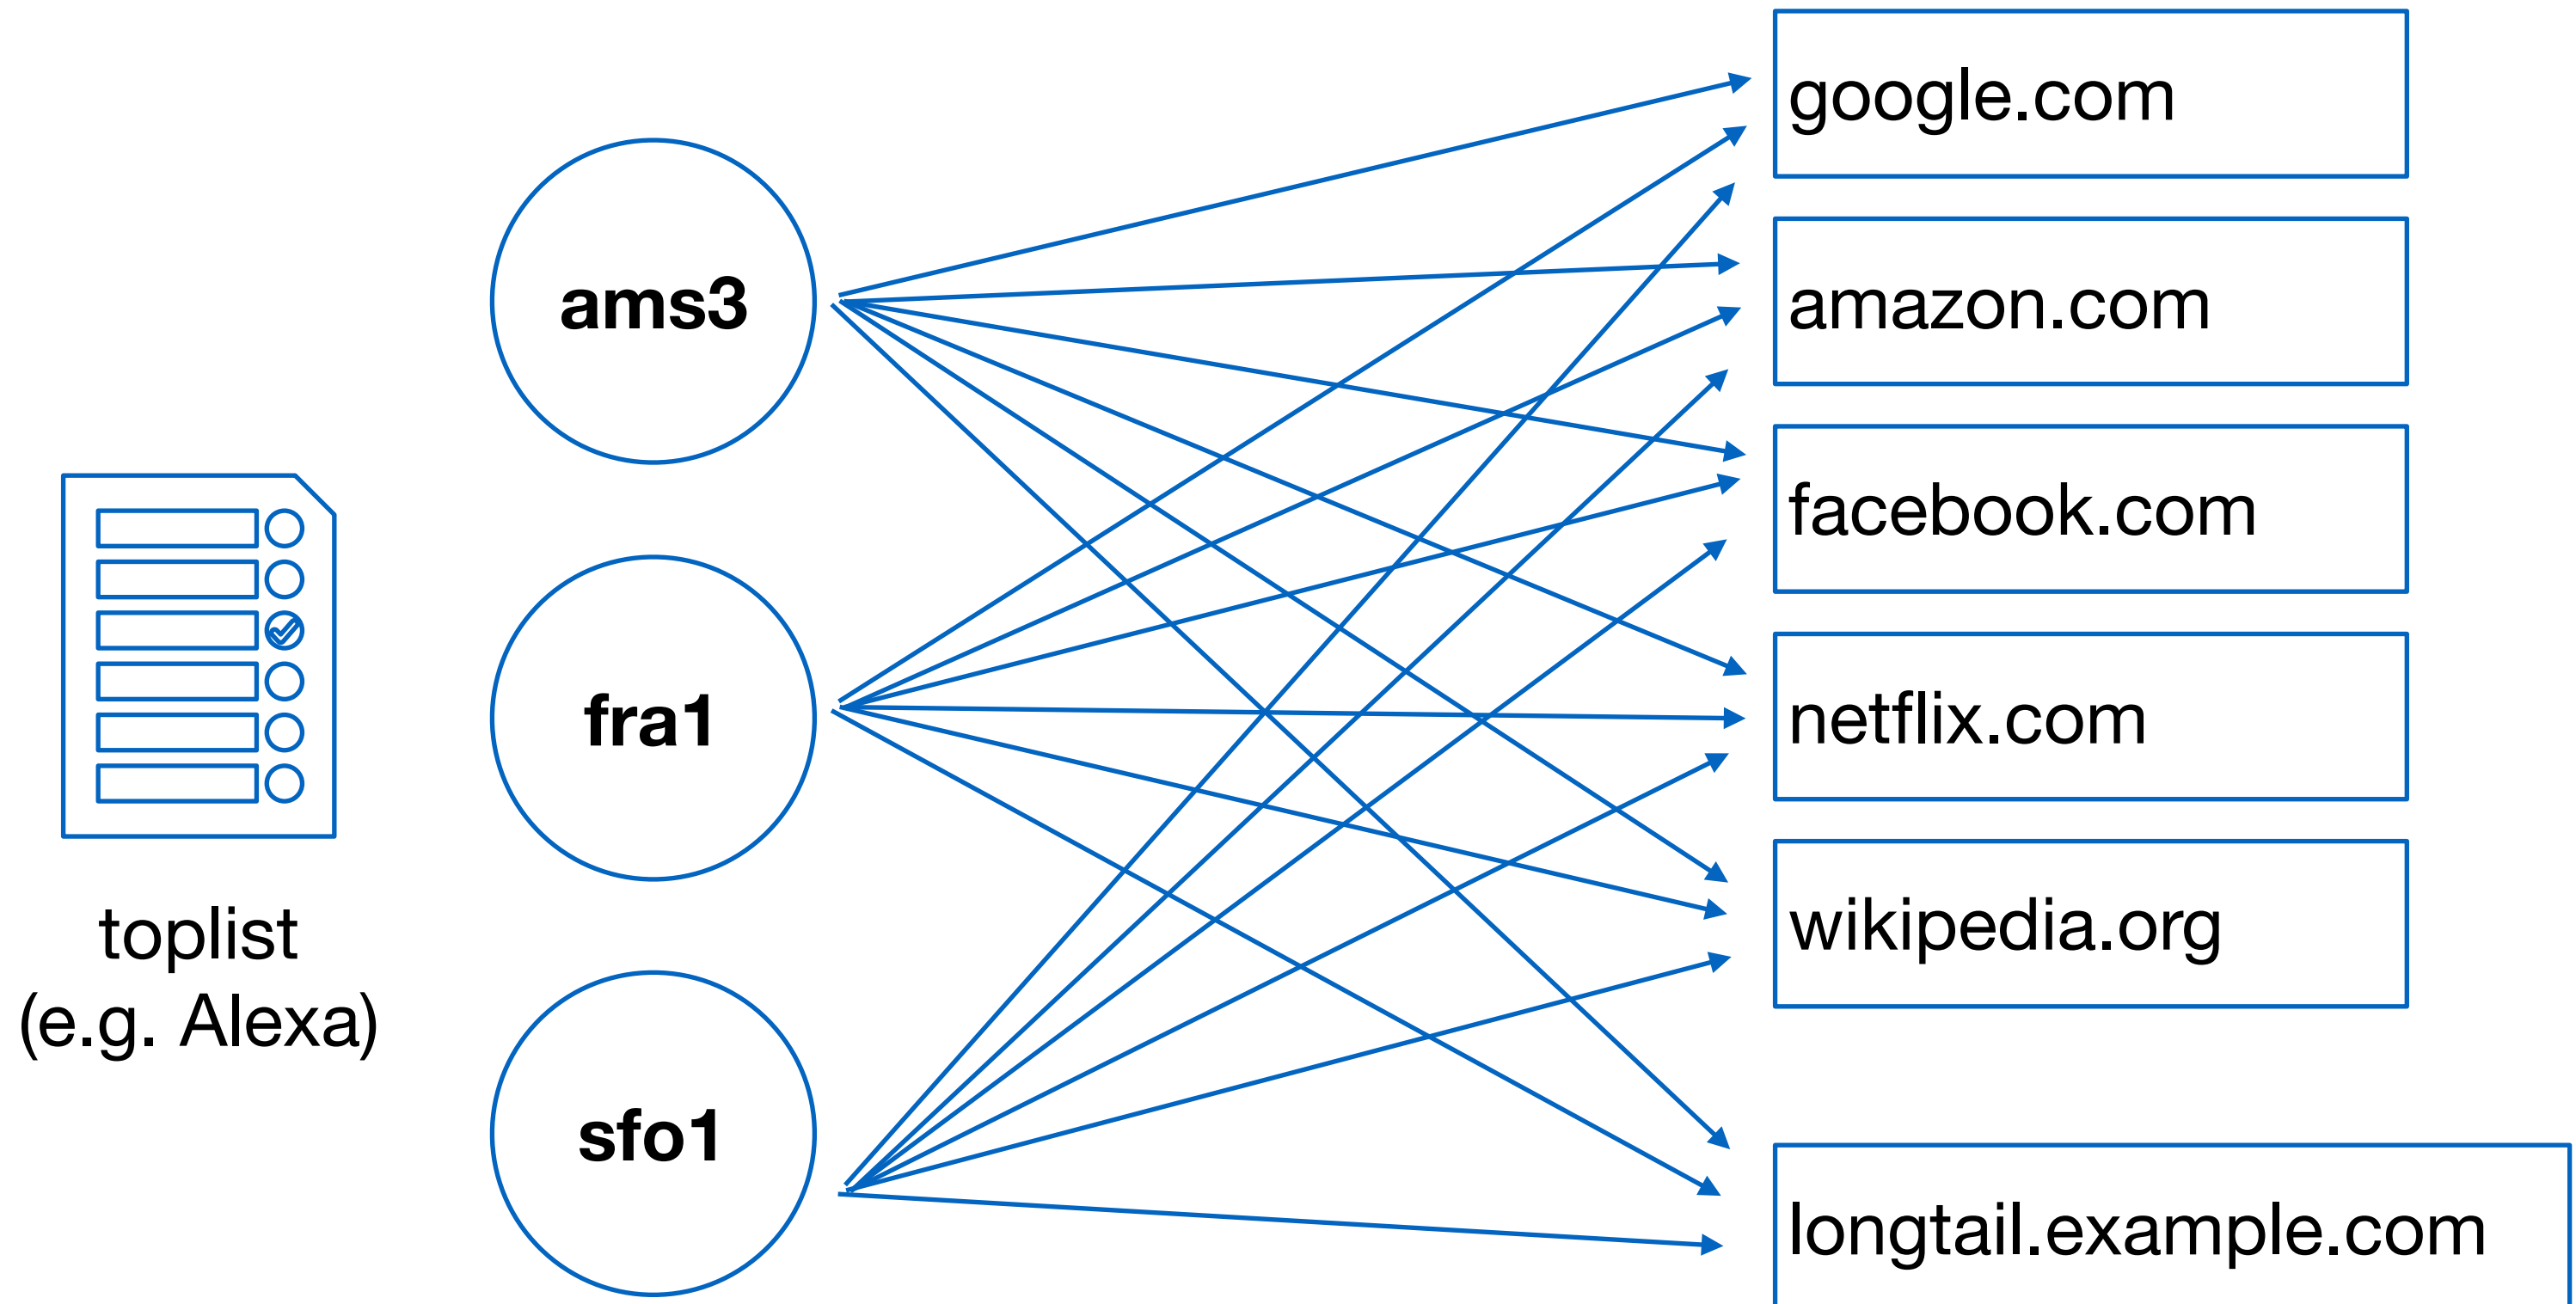 toplist
(e.g. Alexa)
ams3
fra1
sfo1
google.com
amazon.com
facebook.com
netflix.com
wikipedia.org
longtail.example.com